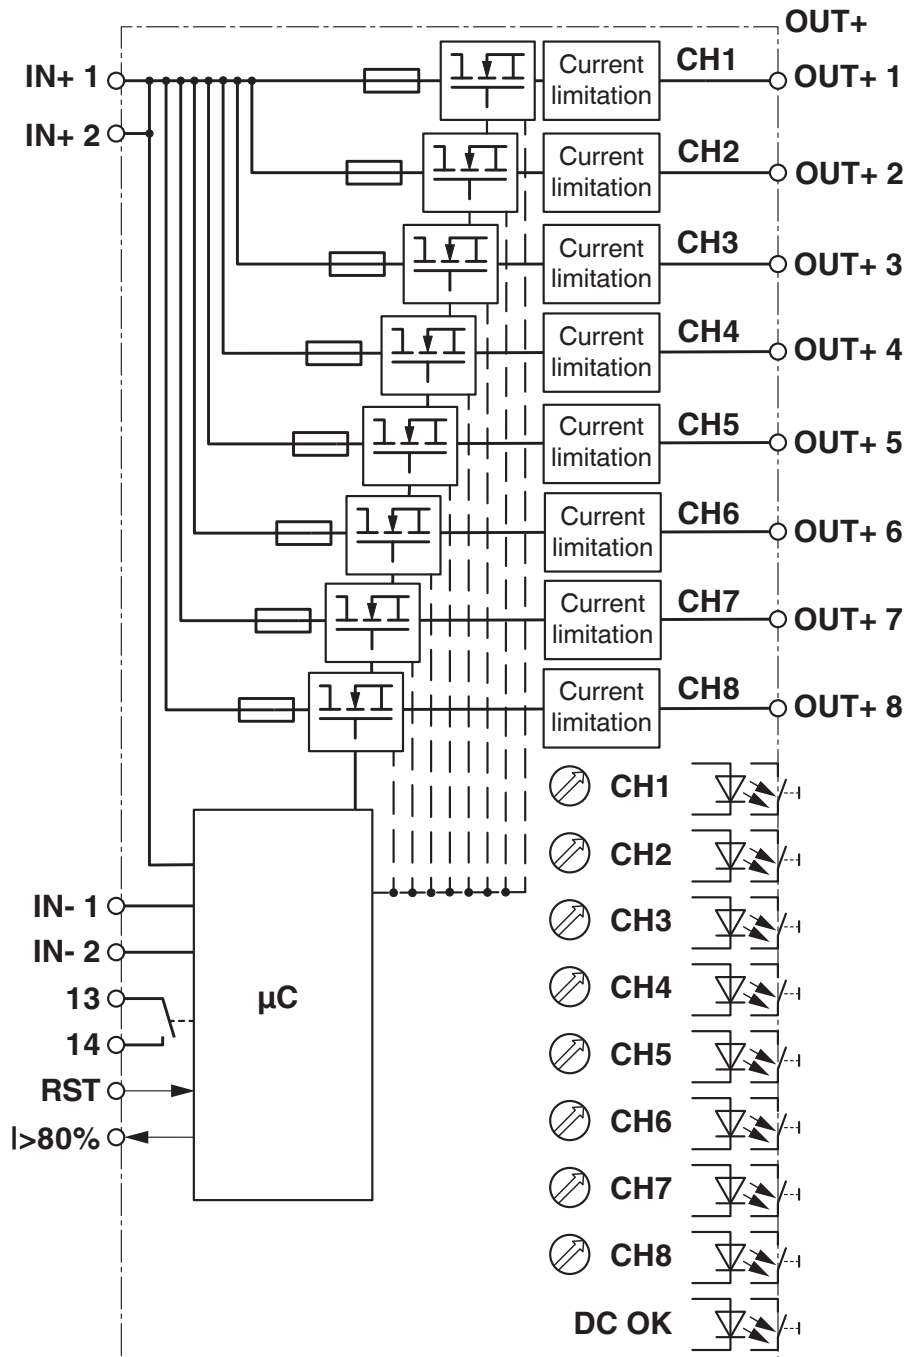 OUT+
IN+ 1
Current
limitation
CH1
OUT+ 1
IN+ 2
Current
limitation
CH2
OUT+ 2
Current
limitation
CH3
OUT+ 3
Current
limitation
CH4
OUT+ 4
Current
limitation
CH5
OUT+ 5
Current
limitation
CH6
OUT+ 6
Current
limitation
CH7
OUT+ 7
Current
limitation
CH8
OUT+ 8
IN- 1
IN- 2
13
14
RST
I>80%
µC
CH1
CH2
CH3
CH4
CH5
CH6
CH7
CH8
DC OK